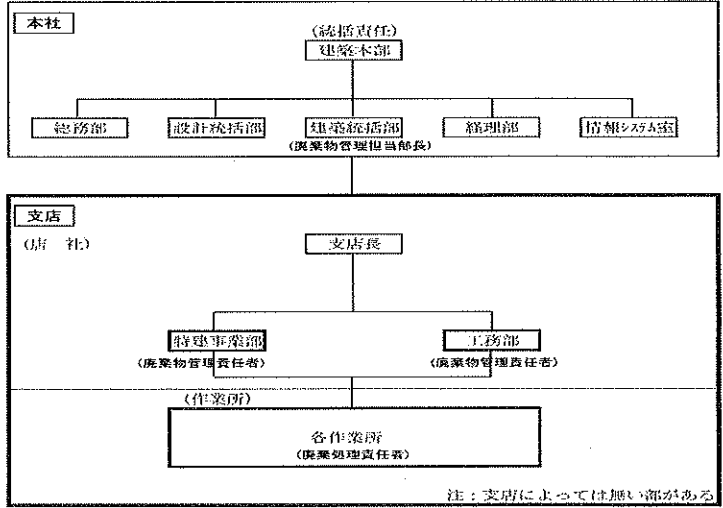 本社
(統括責任)
建築本部
総務部 設計統括部 建築統括部 経理部 情報システム室
(廃棄物管理担当部長)
支店
(店 社) 支店長
特建事業部 工務部
(廃棄物管理責任者) (廃棄物管理責任者)
(作業所)
各作業所
(廃棄処理責任者)
注：支店によっては無い部がある